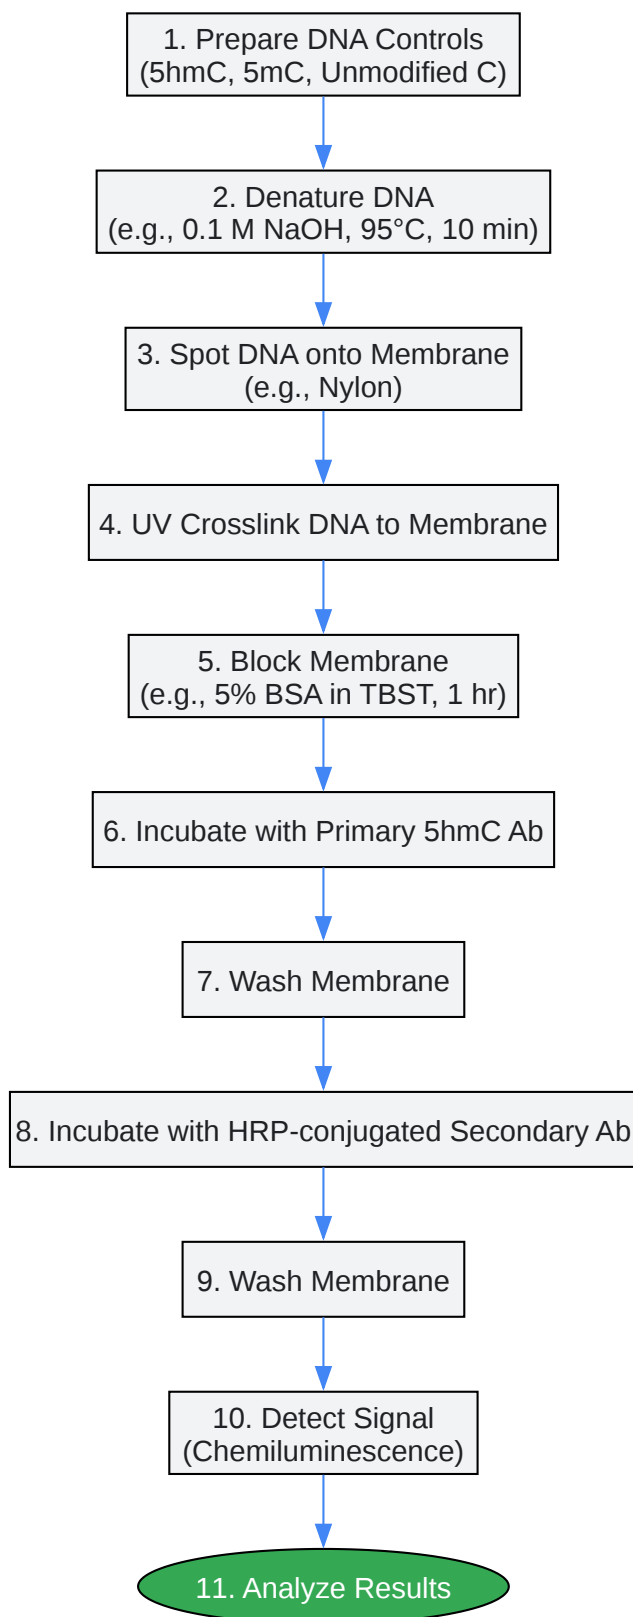 1. Prepare DNA Controls
(5hmC, 5mC, Unmodified C)
2. Denature DNA
(e.g., 0.1 M NaOH, 95°C, 10 min)
3. Spot DNA onto Membrane
(e.g., Nylon)
4. UV Crosslink DNA to Membrane
5. Block Membrane
(e.g., 5% BSA in TBST, 1 hr)
6. Incubate with Primary 5hmC Ab
7. Wash Membrane
8. Incubate with HRP-conjugated Secondary Ab
9. Wash Membrane
10. Detect Signal
(Chemiluminescence)
11. Analyze Results